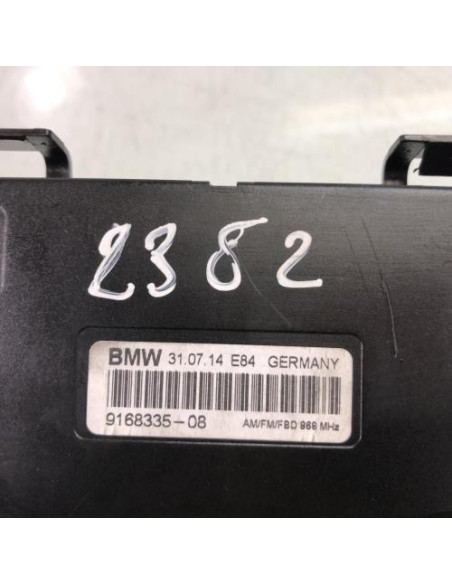 2382
BMW 31.07.14 E84 GERMANY
9168335-08 AM/FM/FBD 868 MHz